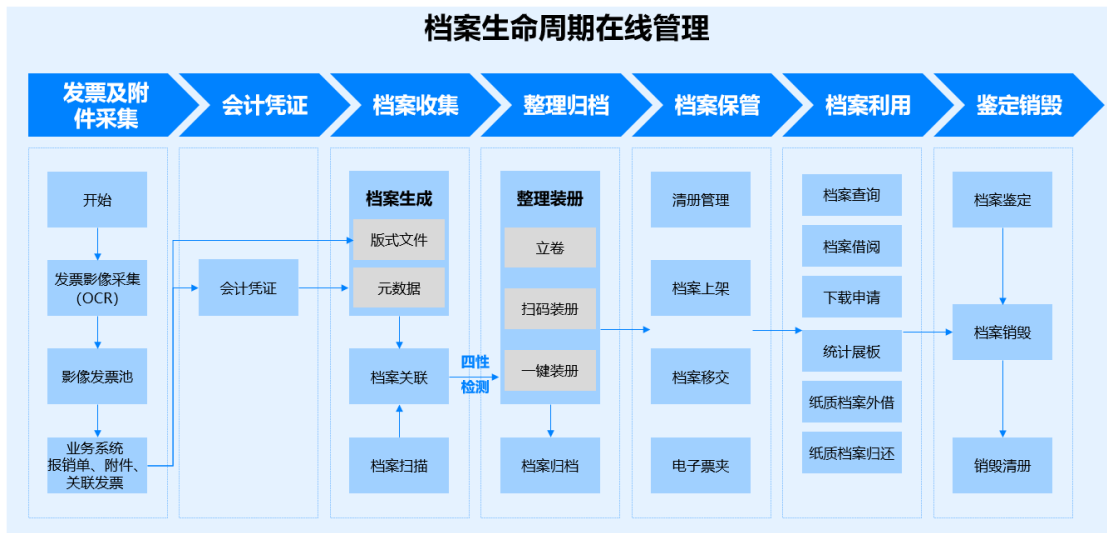 档案生命周期在线管理
发票及附
件采集
会计凭证
档案收集
整理归档
档案保管
档案利用
鉴定销毁
开始
发票影像采集
(OCR)
影像发票池
业务系统
报销单、附件、
关联发票
会计凭证
档案生成
版式文件
元数据
档案关联
档案扫描
四性
检测
整理装册
立卷
扫码装册
一键装册
档案归档
清册管理
档案上架
档案移交
电子票夹
档案查询
档案借阅
下载申请
统计展板
纸质档案外借
纸质档案归还
档案鉴定
档案销毁
销毁清册